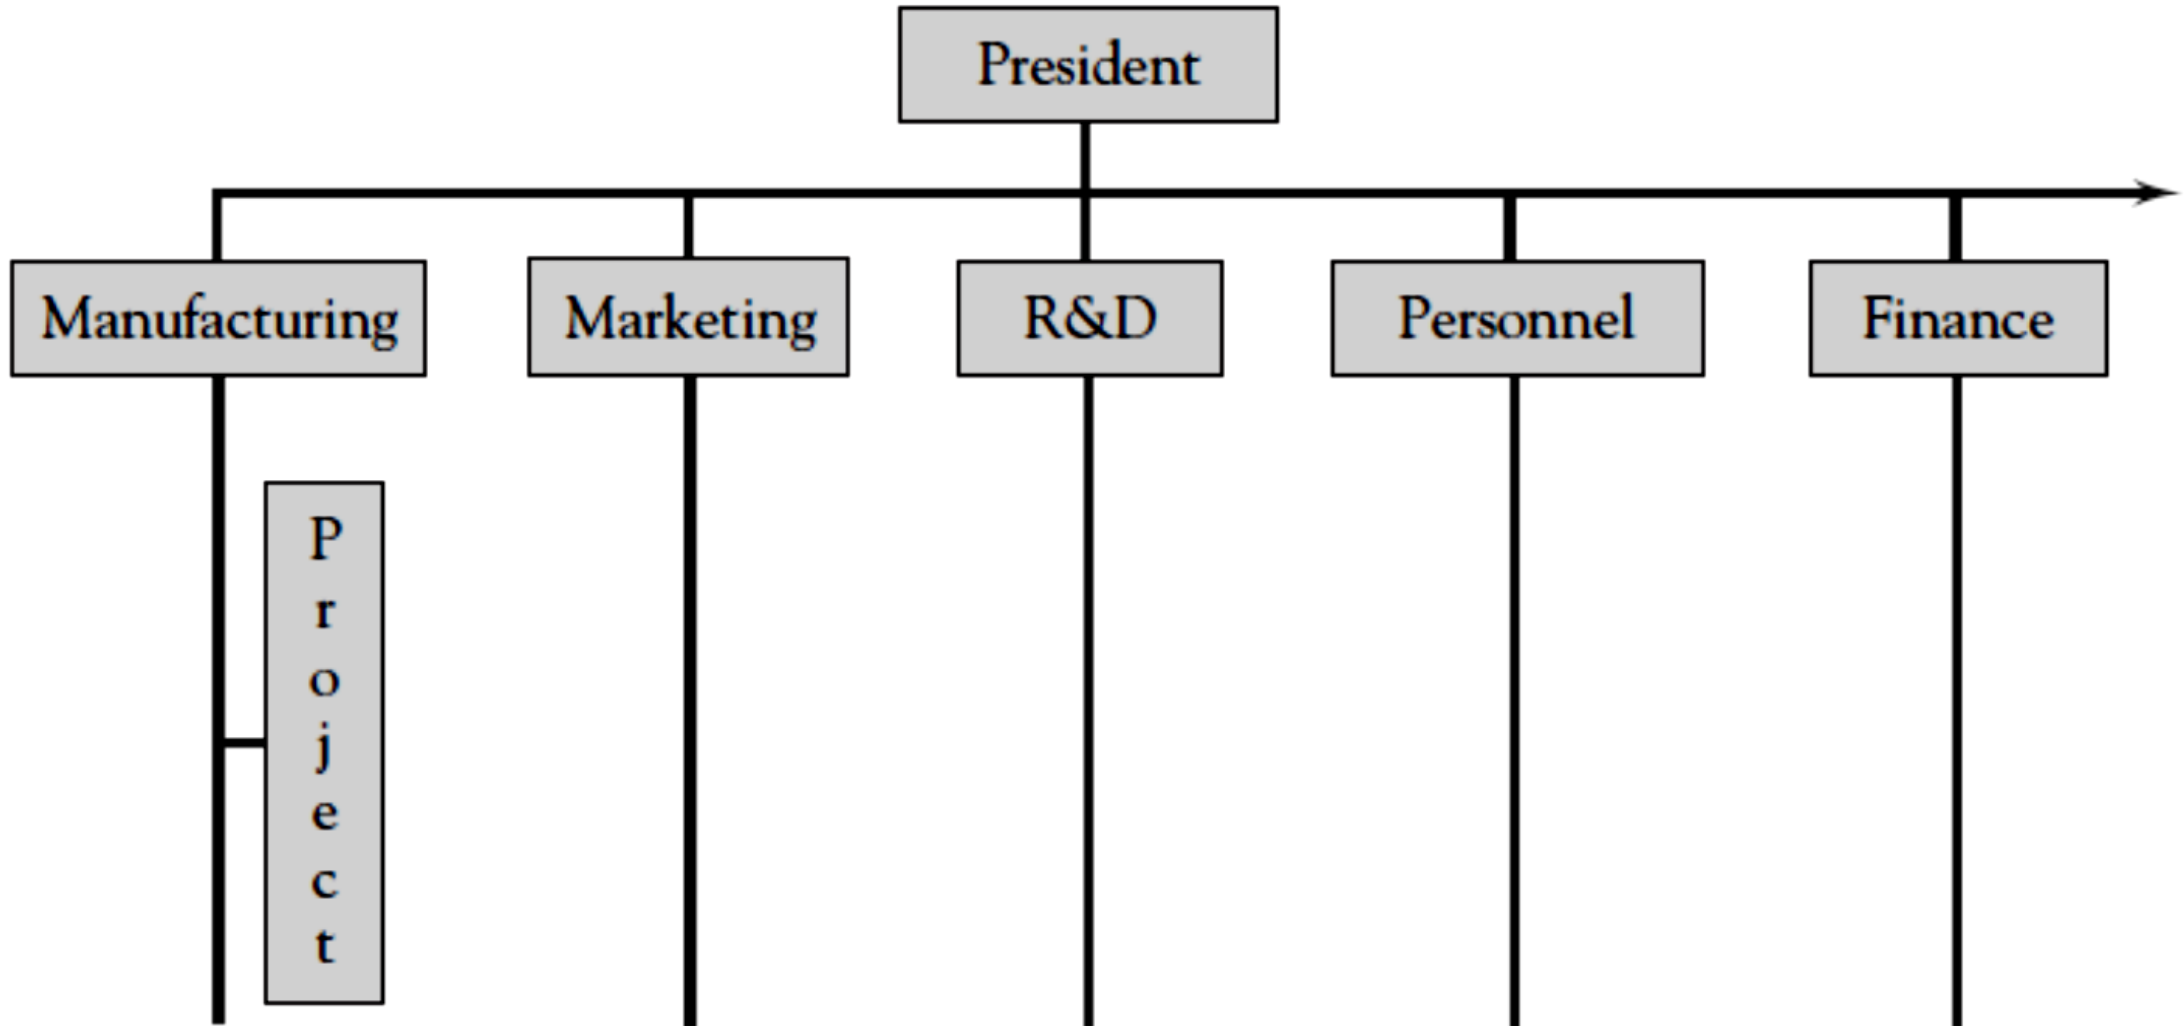 President
Manufacturing
Marketing
R&D
Personnel
Finance
P
r
o
j
e
c
t